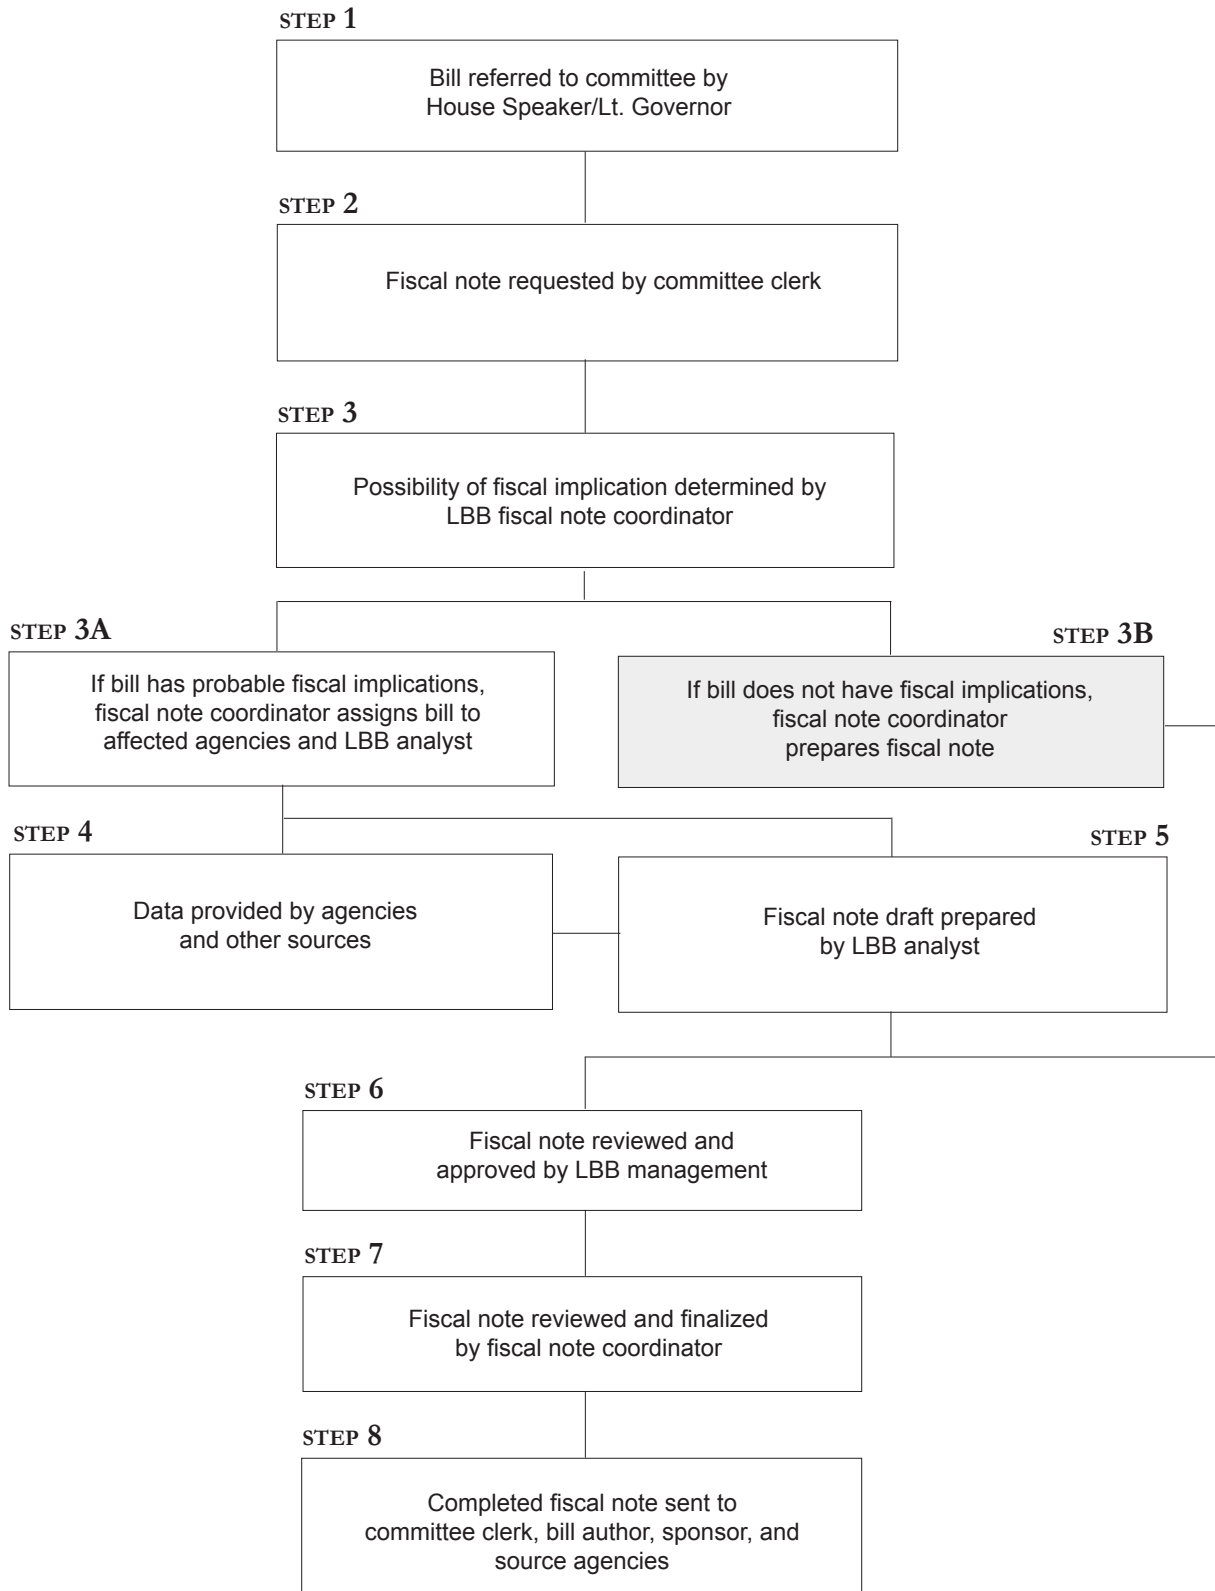 STEP 1
Bill referred to committee by
House Speaker/Lt. Governor
STEP 2
Fiscal note requested by committee clerk
STEP 3
Possibility of fiscal implication determined by
LBB fiscal note coordinator
STEP 3A
If bill has probable fiscal implications,
fiscal note coordinator assigns bill to
affected agencies and LBB analyst
STEP 3B
If bill does not have fiscal implications,
fiscal note coordinator
prepares fiscal note
STEP 4
Data provided by agencies
and other sources
STEP 5
Fiscal note draft prepared
by LBB analyst
STEP 6
Fiscal note reviewed and
approved by LBB management
STEP 7
Fiscal note reviewed and finalized
by fiscal note coordinator
STEP 8
Completed fiscal note sent to
committee clerk, bill author, sponsor, and
source agencies